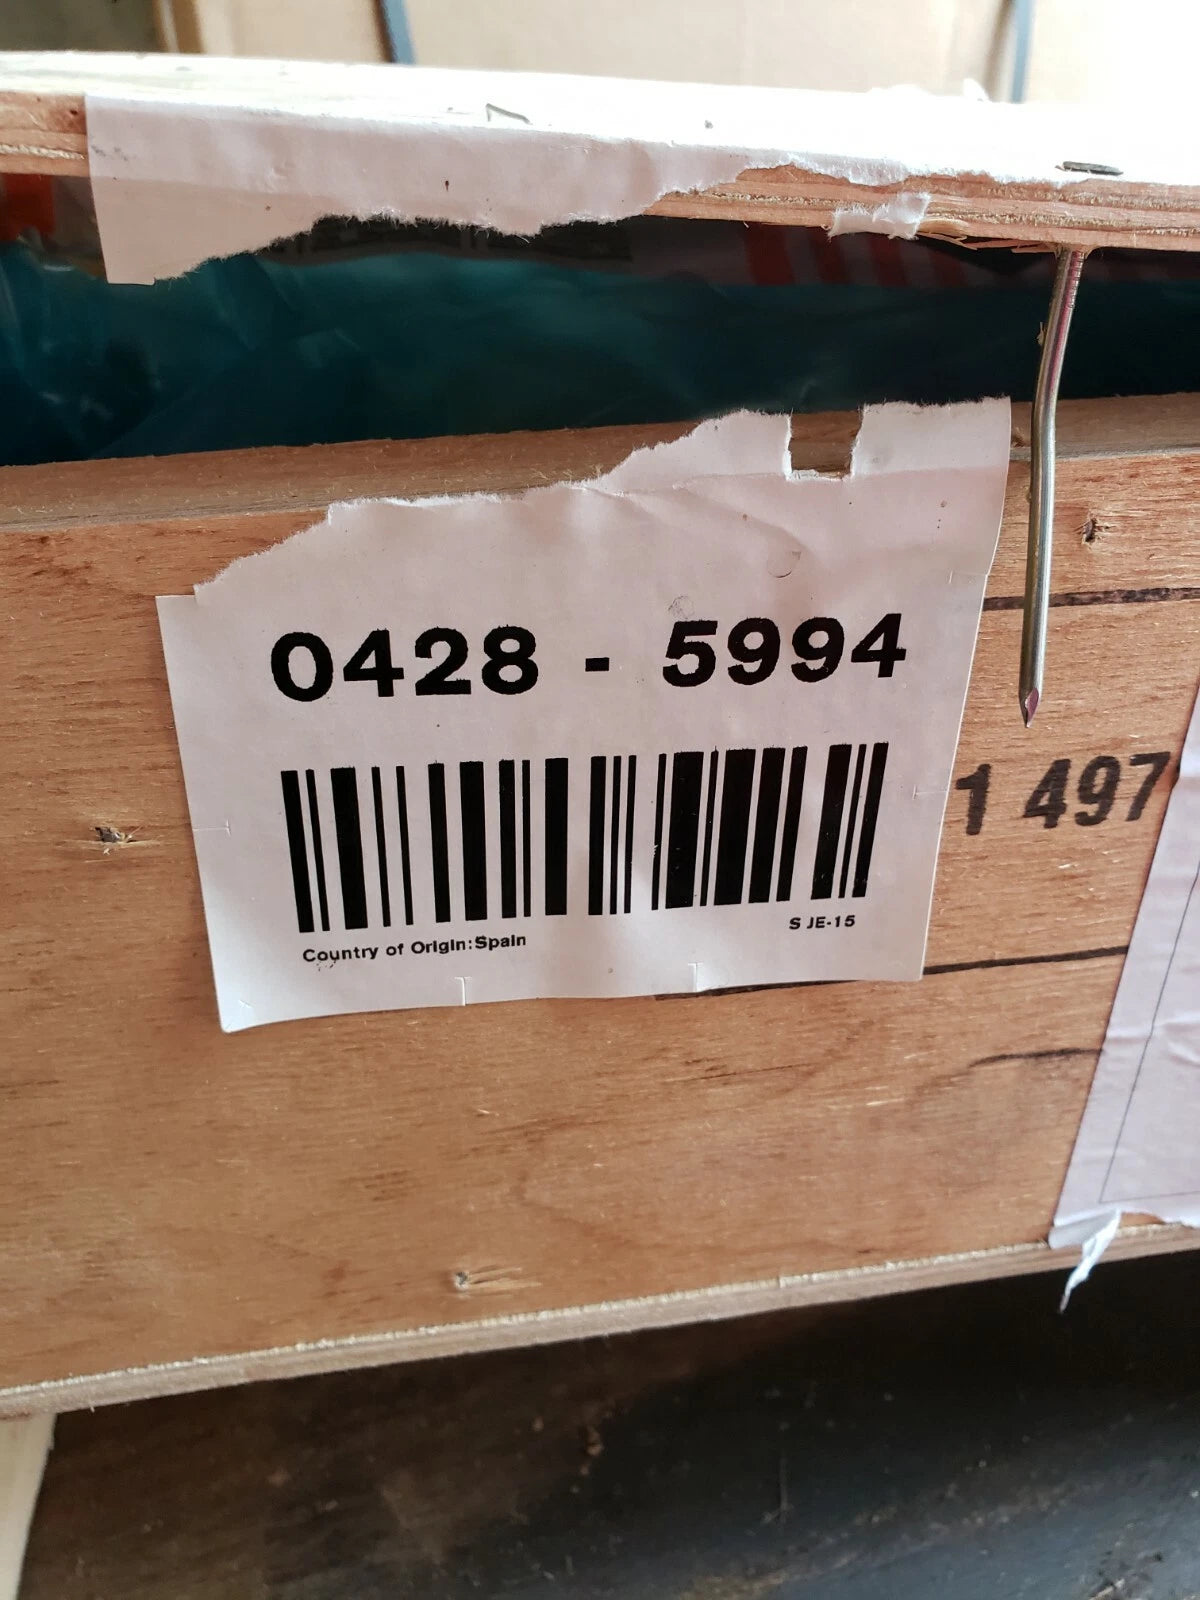 0428 - 5994
1 497
S JE-15
Country of Origin:Spain